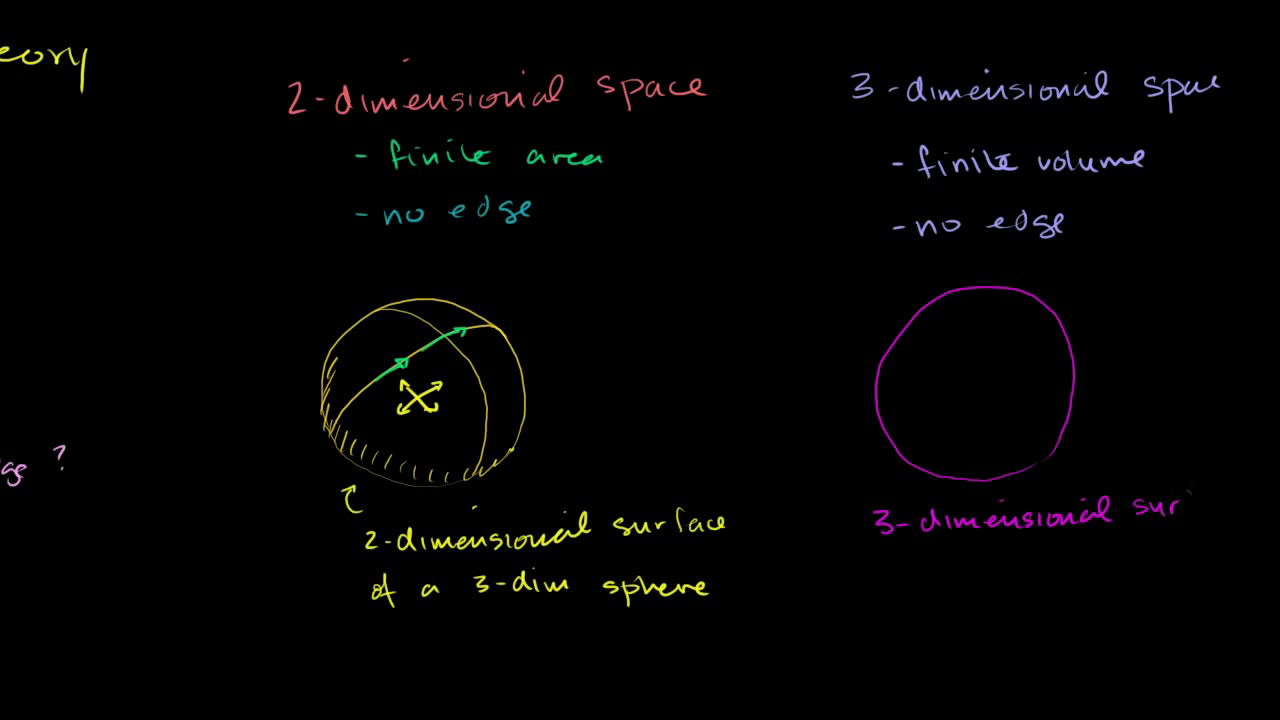 eory
2-dimensional space
- finite area
- no edge
3-dimensional space
- finite volume
- no edge
ge ?
2-dimensional surface
of a 3-dim sphere
3-dimensional sur